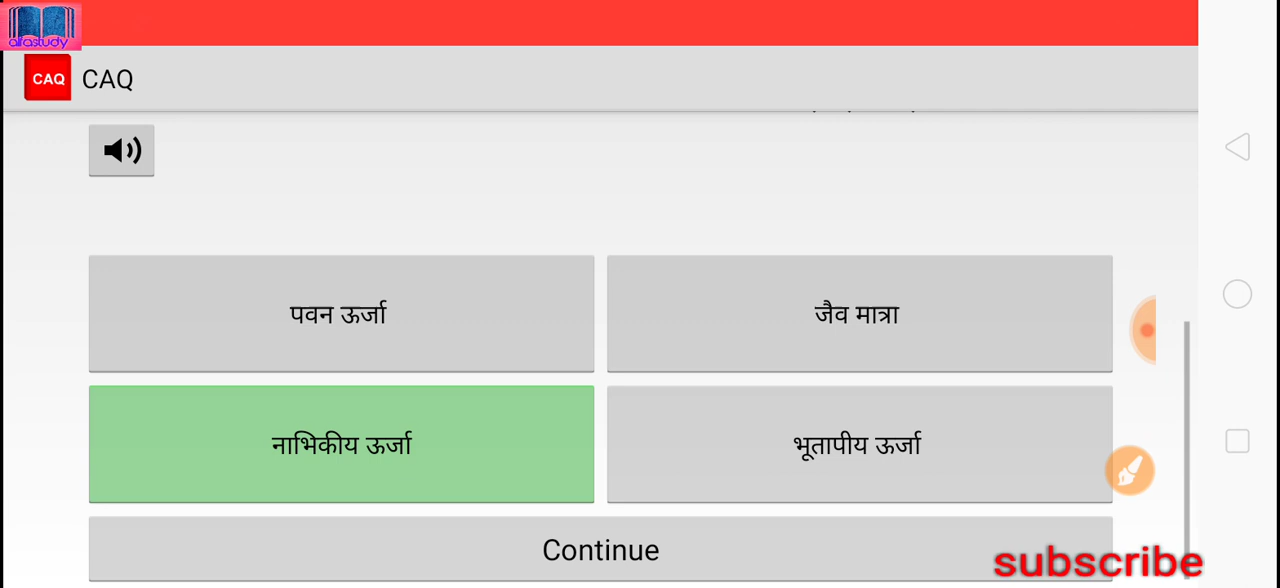 alfastudy
CAQ CAQ
पवन ऊर्जा
जैव मात्रा
नाभिकीय ऊर्जा
भूतापीय ऊर्जा
Continue
subscribe